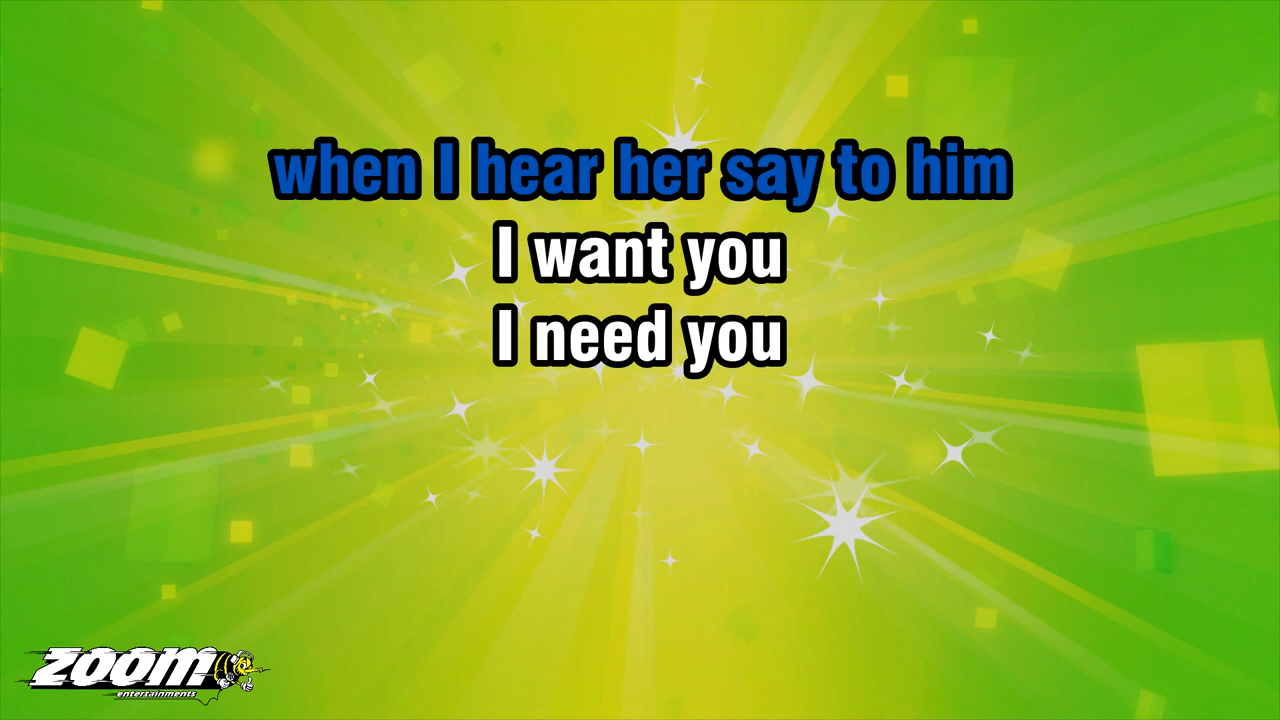 when I hear her say to him
I want you
I need you
zoom
entertainments